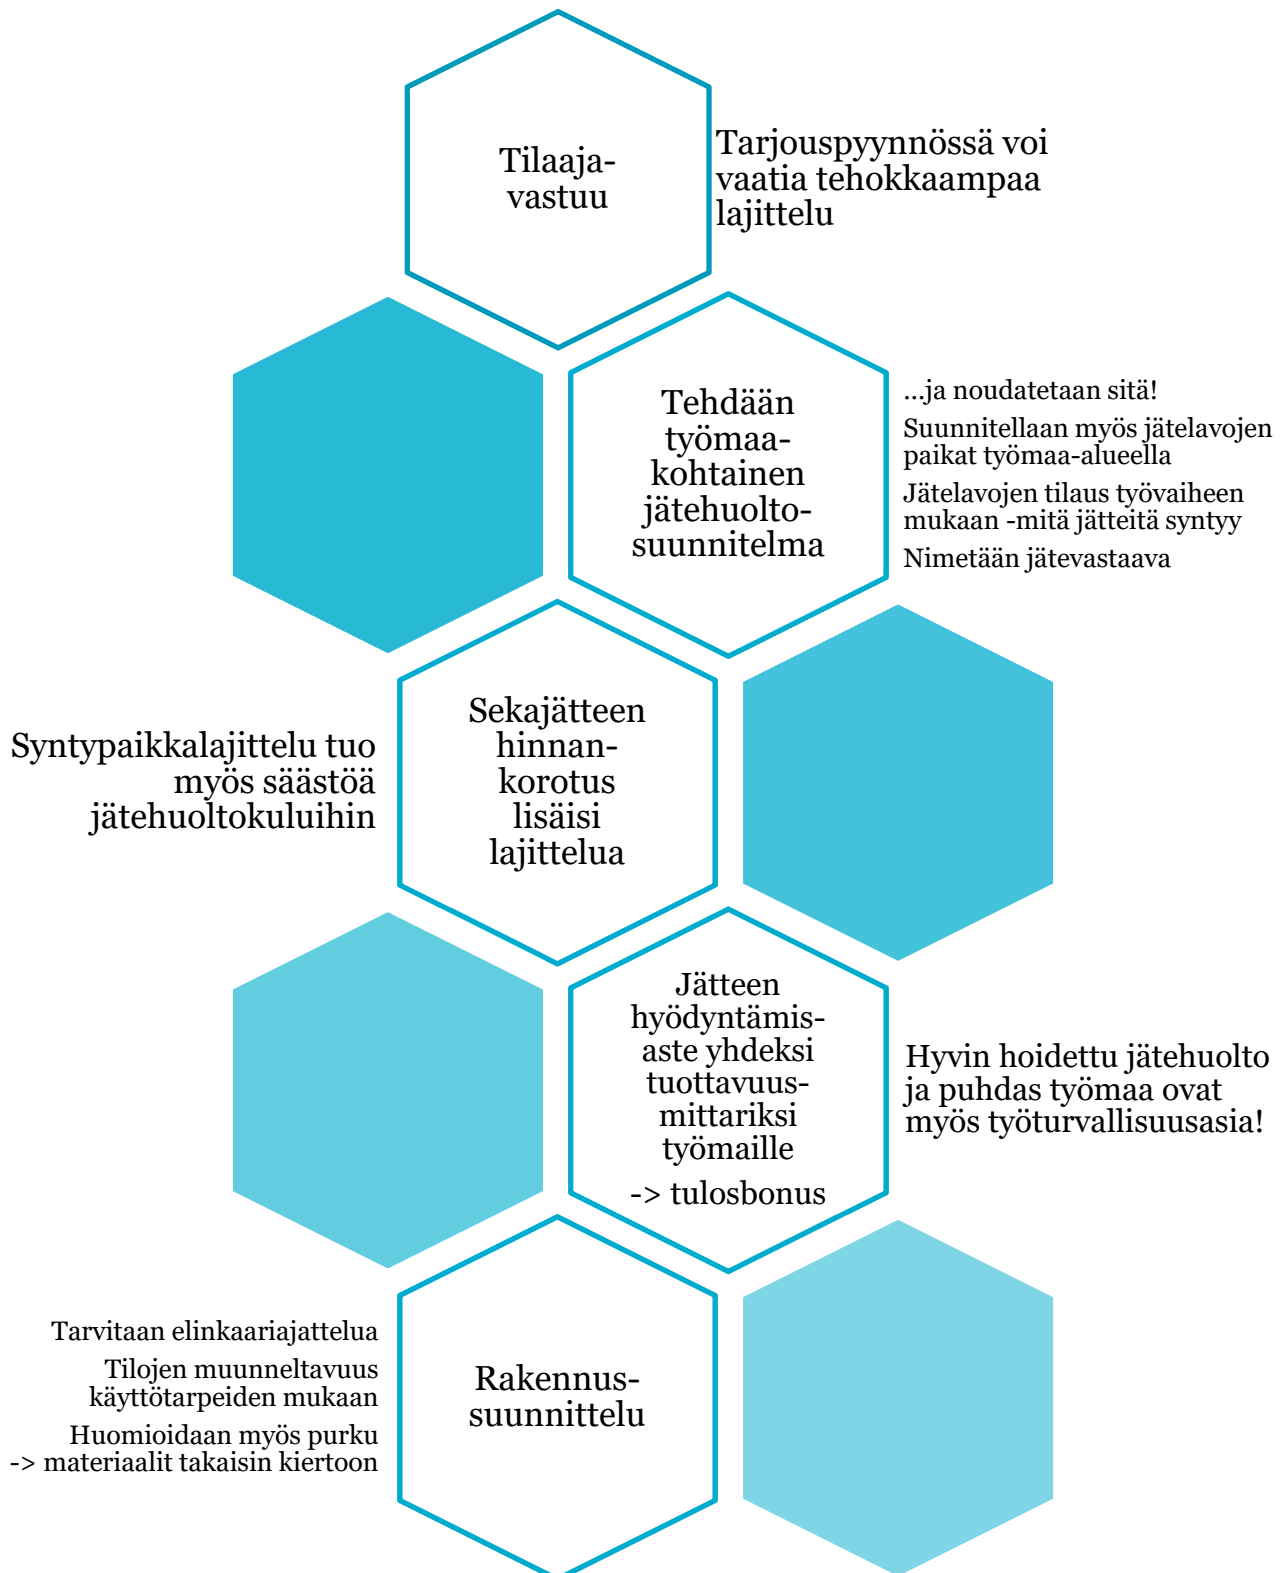 Tilaaja-
vastuu
Tarjouspyynnössä voi
vaatia tehokkaampaa
lajittelu
Tehdään
työmaa-
kohtainen
jätehuolto-
suunnitelma
...ja noudatetaan sitä!
Suunnitellaan myös jätelavojen
paikat työmaa-alueella
Jätelavojen tilaus työvaiheen
mukaan -mitä jätteitä syntyy
Nimetään jätevastaava
Syntypaikkalajittelu tuo
myös säästöä
jätehuoltokuluihin
Sekajätteen
hinnan-
korotus
lisäisi
lajittelua
Jätteen
hyödyntämis-
aste yhdeksi
tuottavuus-
mittariksi
työmaille
-> tulosbonus
Hyvin hoidettu jätehuolto
ja puhdas työmaa ovat
myös työturvallisuusasia!
Tarvitaan elinkaariajattelua
Tilojen muunneltavuus
käyttötarpeiden mukaan
Huomioidaan myös purku
-> materiaalit takaisin kiertoon
Rakennus-
suunnittelu